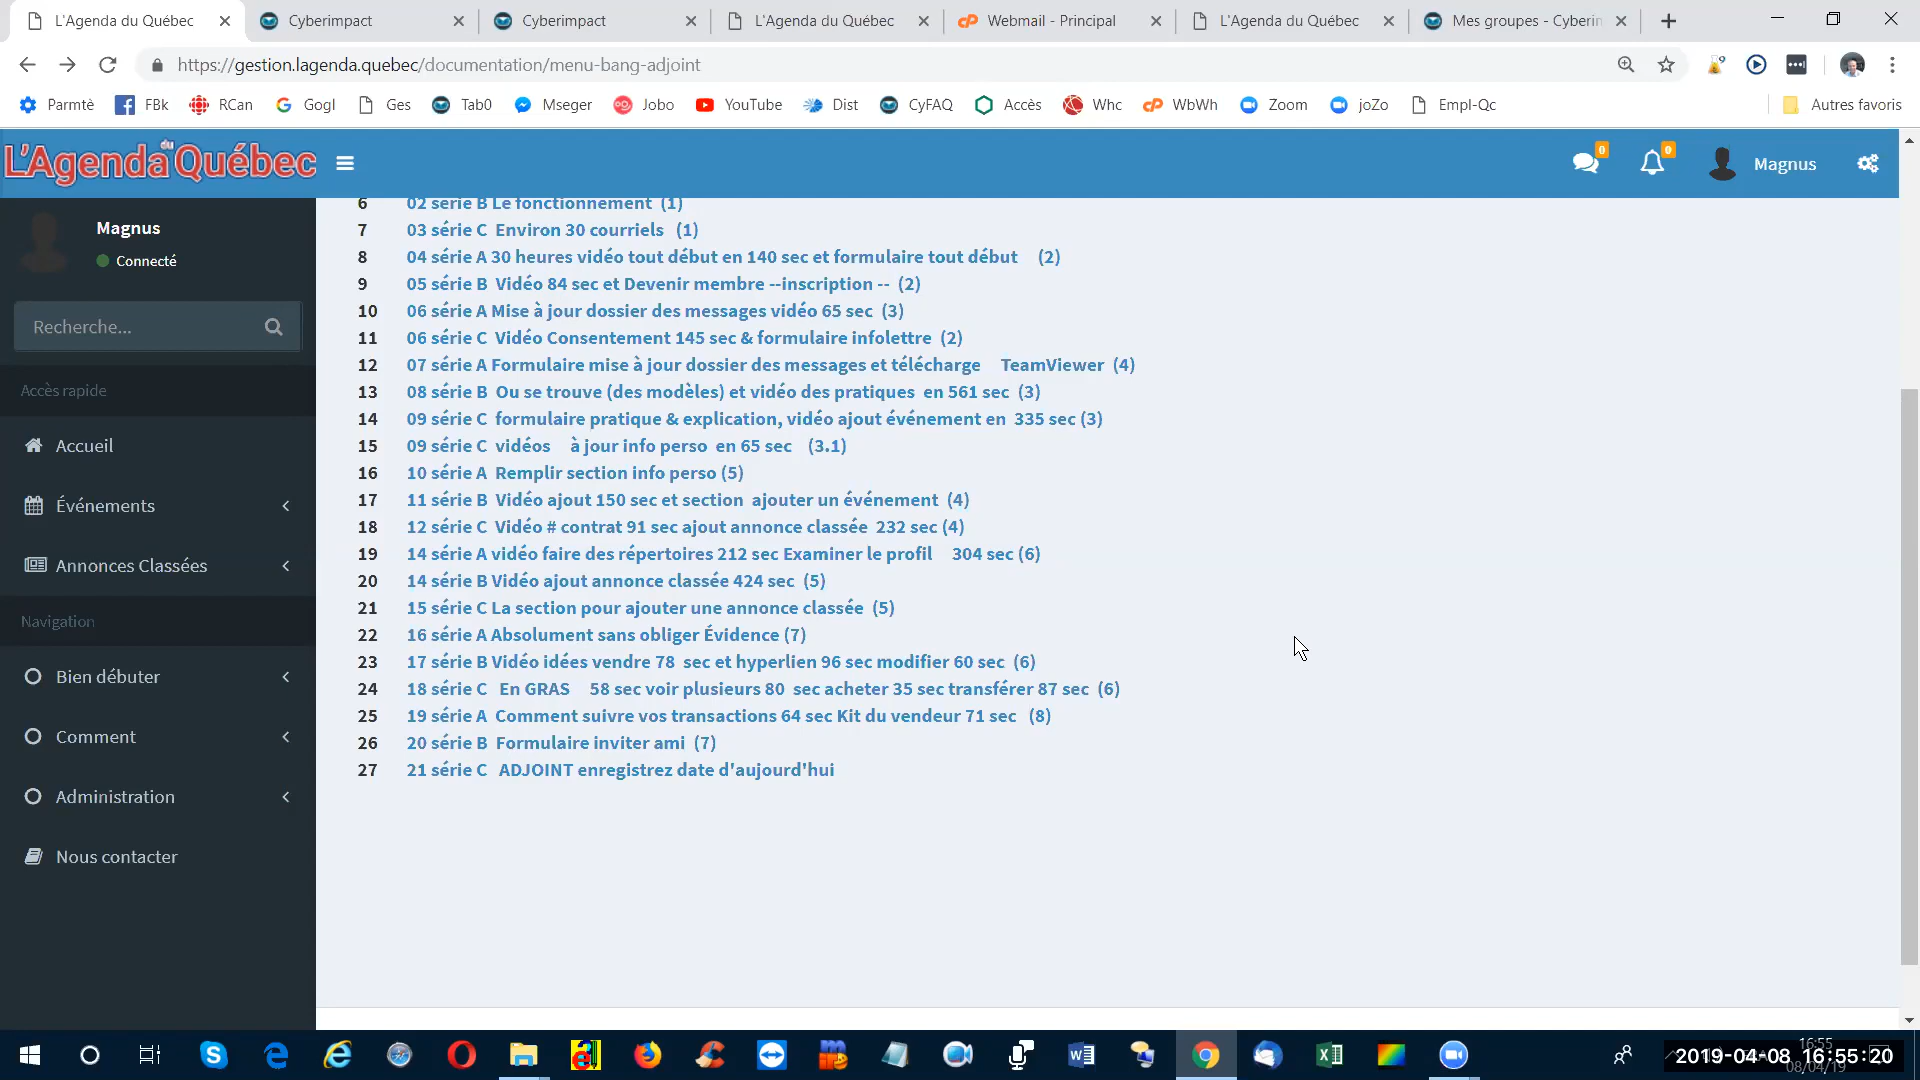 L'Agenda du Québec
Cyberimpact
Cyberimpact
L'Agenda du Québec
Webmail - Principal
L'Agenda du Québec
Mes groupes - Cyberim
https://gestion.lagenda.quebec/documentation/menu-bang-adjoint
Parmtè
FBk
RCan
Gogl
Ges
Tab0
Mseger
Jobo
YouTube
Dist
CyFAQ
Accès
Whc
WbWh
Zoom
joZo
Empl-Qc
Autres favoris
L'Agenda du Québec
0
0
Magnus
Magnus
Connecté
Recherche...
Accès rapide
Accueil
Événements
Annonces Classées
Navigation
Bien débuter
Comment
Administration
Nous contacter
6 02 série B Le fonctionnement (1)
7 03 série C Environ 30 courriels (1)
8 04 série A 30 heures vidéo tout début en 140 sec et formulaire tout début (2)
9 05 série B Vidéo 84 sec et Devenir membre --inscription -- (2)
10 06 série A Mise à jour dossier des messages vidéo 65 sec (3)
11 06 série C Vidéo Consentement 145 sec & formulaire infolettre (2)
12 07 série A Formulaire mise à jour dossier des messages et télécharge TeamViewer (4)
13 08 série B Ou se trouve (des modèles) et vidéo des pratiques en 561 sec (3)
14 09 série C formulaire pratique & explication, vidéo ajout événement en 335 sec (3)
15 09 série C vidéos à jour info perso en 65 sec (3.1)
16 10 série A Remplir section info perso (5)
17 11 série B Vidéo ajout 150 sec et section ajouter un événement (4)
18 12 série C Vidéo # contrat 91 sec ajout annonce classée 232 sec (4)
19 14 série A vidéo faire des répertoires 212 sec Examiner le profil 304 sec (6)
20 14 série B Vidéo ajout annonce classée 424 sec (5)
21 15 série C La section pour ajouter une annonce classée (5)
22 16 série A Absolument sans obliger Évidence (7)
23 17 série B Vidéo idées vendre 78 sec et hyperlien 96 sec modifier 60 sec (6)
24 18 série C En GRAS 58 sec voir plusieurs 80 sec acheter 35 sec transférer 87 sec (6)
25 19 série A Comment suivre vos transactions 64 sec Kit du vendeur 71 sec (8)
26 20 série B Formulaire inviter ami (7)
27 21 série C ADJOINT enregistrez date d'aujourd'hui
16:55
2019-04-08 16:55:20
08/04/19